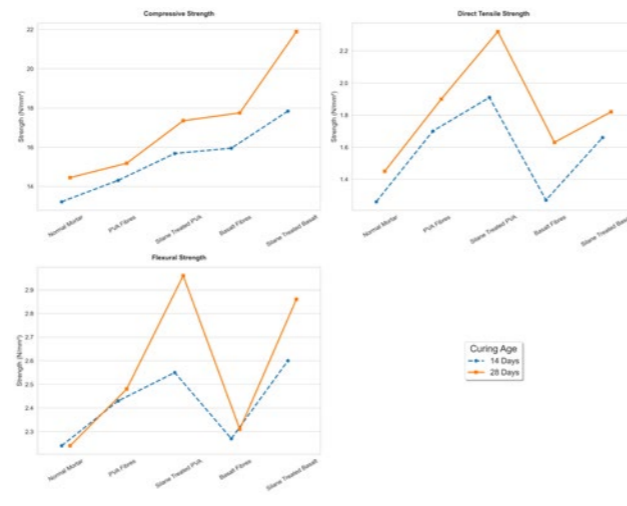 Compressive Strength
Strength (N/mm²)
22
20
18
16
14
Normal Mortar
PVA Fibres
Silane Treated PVA
Basalt Fibres
Silane Treated Basalt
Direct Tensile Strength
Strength (N/mm²)
2.2
2.0
1.8
1.6
1.4
Normal Mortar
PVA Fibres
Silane Treated PVA
Basalt Fibres
Silane Treated Bas
Flexural Strength
Strength (N/mm²)
2.9
2.8
2.7
2.6
2.5
2.4
2.3
Normal Mortar
PVA Fibres
Silane Treated PVA
Basalt Fibres
Silane Treated Basalt
Curing Age
14 Days
28 Days